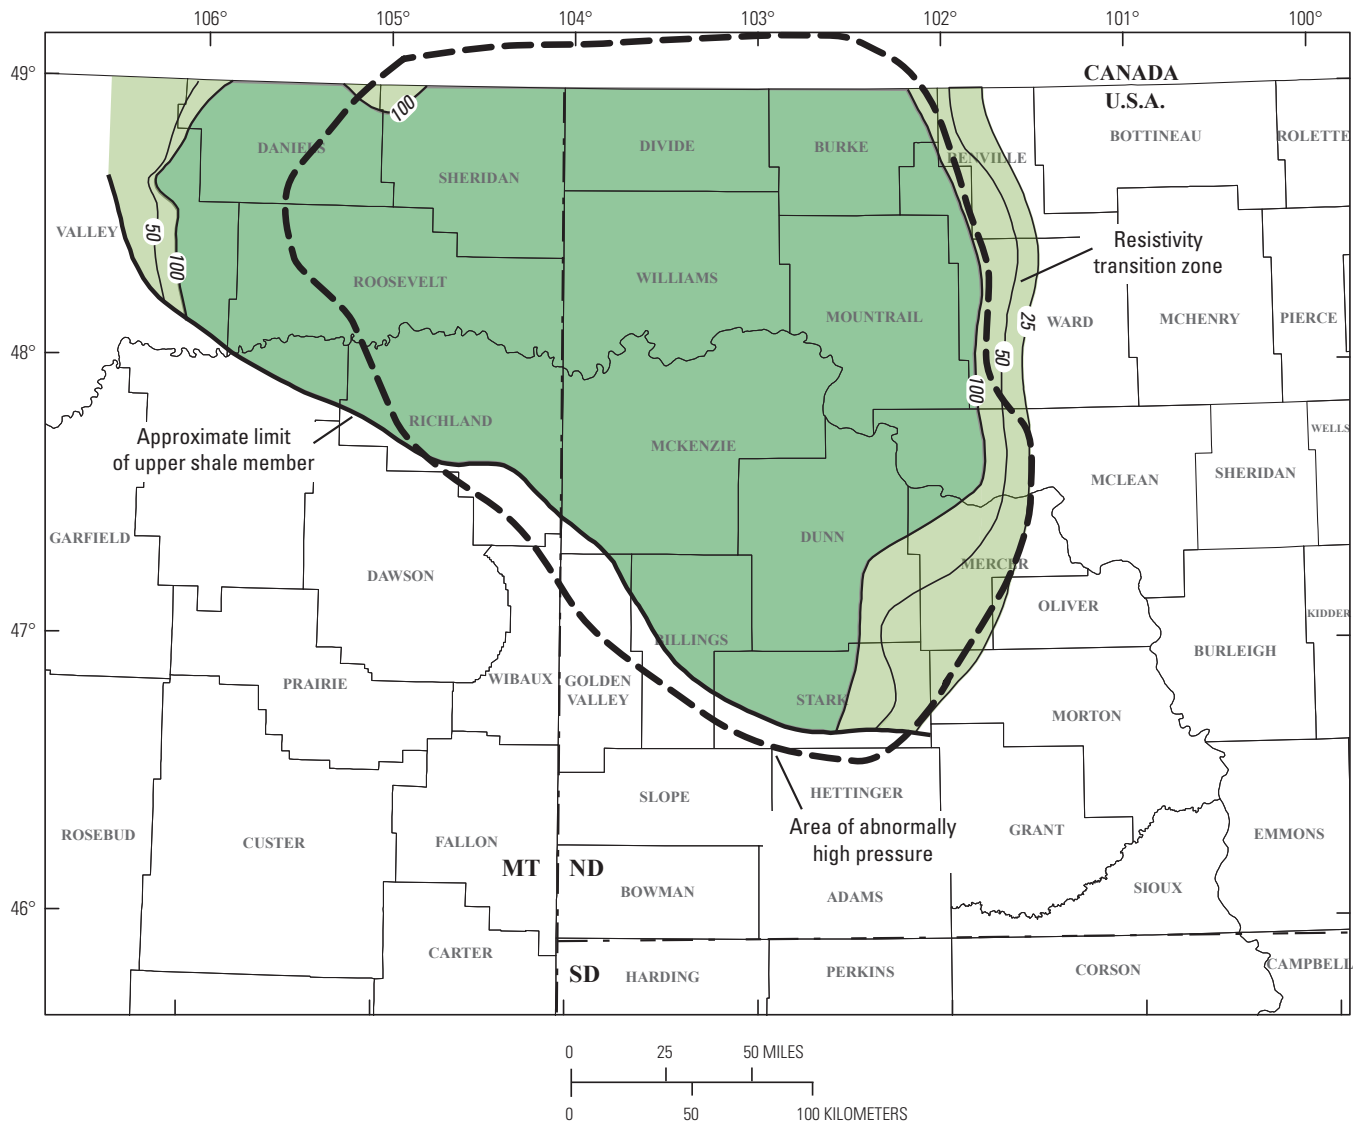 106°
105°
104°
103°
102°
101°
100°
49°
CANADA
U.S.A.
100
BOTTINEAU
ROLETTE
DANIELS
DIVIDE
BURKE
RENVILLE
SHERIDAN
VALLEY
50
100
Resistivity
transition zone
ROOSEVELT
WILLIAMS
MOUNTRAIL
25
WARD
MCHENRY
PIERCE
48°
50
100
RICHLAND
MCKENZIE
WELLS
Approximate limit
of upper shale member
MCLEAN
SHERIDAN
GARFIELD
DUNN
DAWSON
MERCER
OLIVER
KIDDER
47°
BILLINGS
BURLEIGH
PRAIRIE
WIBAUX
GOLDEN
VALLEY
STARK
MORTON
SLOPE
HETTINGER
Area of abnormally
high pressure
ROSEBUD
CUSTER
FALLON
GRANT
EMMONS
MT
ND
BOWMAN
ADAMS
SIOUX
46°
CARTER
SD
HARDING
PERKINS
CORSON
CAMPBELL
0
25
50 MILES
0
50
100 KILOMETERS